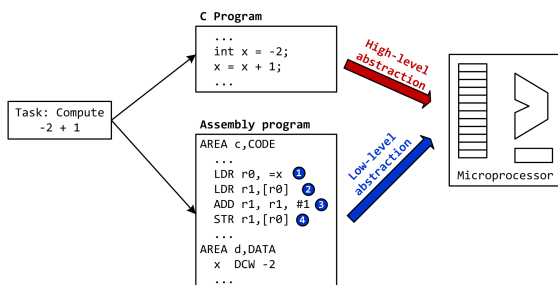 C Program
...
int x = -2;
x = x + 1;
...
High-level
abstraction
Task: Compute
-2 + 1
Assembly program
AREA c,CODE
...
LDR r0, =x 1
LDR r1,[r0] 2
ADD r1, r1, #1 3
STR r1,[r0] 4
...
AREA d,DATA
x DCW -2
...
Low-level
abstraction
Microprocessor